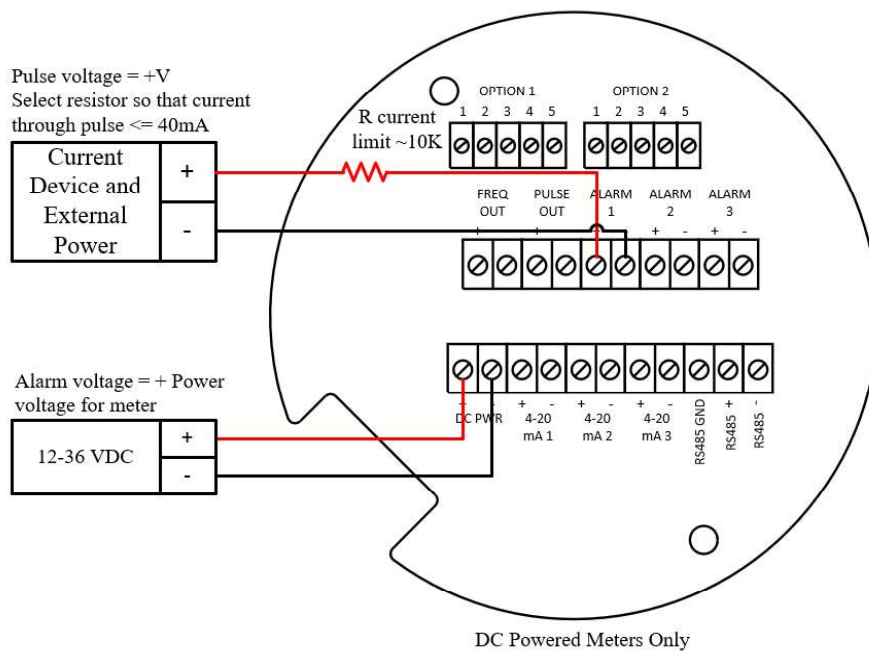 Pulse voltage = +V
Select resistor so that current
through pulse <= 40mA
Current
Device and
External
Power
+
-
R current
limit ~10K
OPTION 1
1 2 3 4 5
OPTION 2
1 2 3 4 5
FREQ
OUT
PULSE
OUT
ALARM
1
ALARM
2
ALARM
3
+ + + - + -
Alarm voltage = + Power
voltage for meter
12-36 VDC
+
-
DC PWR
+ -
4-20
mA 1
+ -
4-20
mA 2
+ -
4-20
mA 3
RS485 GND
RS485 +
RS485 -
DC Powered Meters Only